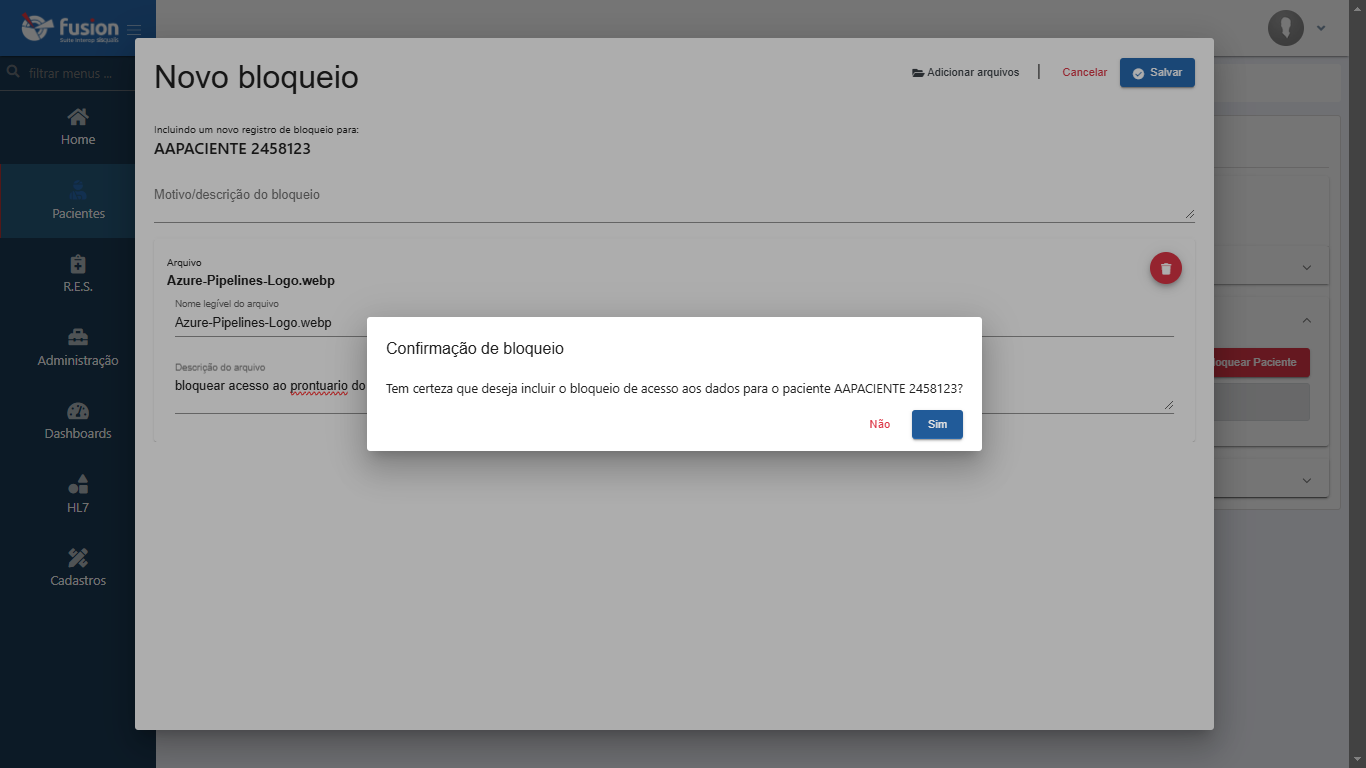 fusion
filtrar menus ...
Home
Pacientes
R.E.S.
Administração
Dashboards
HL7
Cadastros
Novo bloqueio
Adicionar arquivos
Cancelar
Salvar
Incluindo um novo registro de bloqueio para:
AAPACIENTE 2458123
Motivo/descrição do bloqueio
Arquivo
Azure-Pipelines-Logo.webp
Nome legível do arquivo
Azure-Pipelines-Logo.webp
Descrição do arquivo
bloquear acesso ao prontuario do
Confirmação de bloqueio
Tem certeza que deseja incluir o bloqueio de acesso aos dados para o paciente AAPACIENTE 2458123?
Não
Sim
loquear Paciente